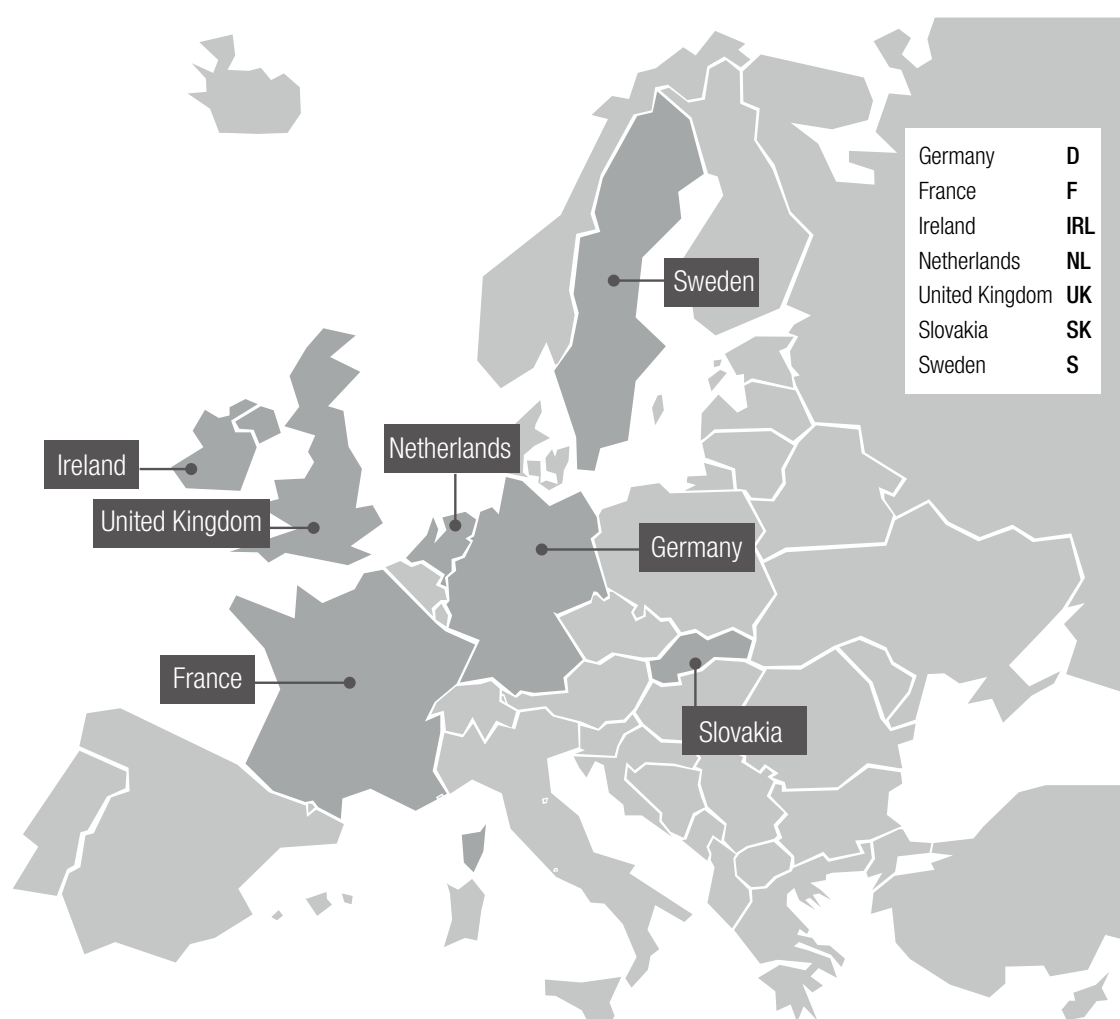 Germany D
France F
Ireland IRL
Netherlands NL
United Kingdom UK
Slovakia SK
Sweden S
Sweden
Netherlands
Ireland
United Kingdom
Germany
France
Slovakia